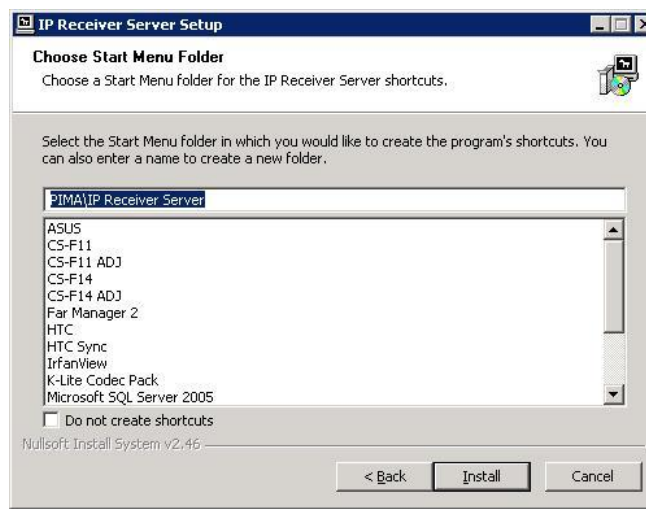 IP Receiver Server Setup
Choose Start Menu Folder
Choose a Start Menu folder for the IP Receiver Server shortcuts.
Select the Start Menu folder in which you would like to create the program's shortcuts. You
can also enter a name to create a new folder.
PIMA\IP Receiver Server
ASUS
CS-F11
CS-F11 ADJ
CS-F14
CS-F14 ADJ
Far Manager 2
HTC
HTC Sync
IrfanView
K-Lite Codec Pack
Microsoft SQL Server 2005
Do not create shortcuts
Nullsoft Install System v2.46
< Back Install Cancel